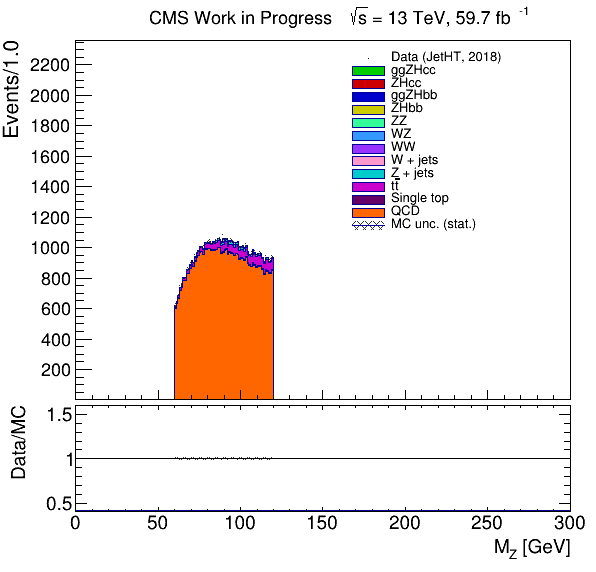 CMS Work in Progress √s = 13 TeV, 59.7 fb⁻¹
Events/1.0
2200
2000
1800
1600
1400
1200
1000
800
600
400
200
Data (JetHT, 2018)
ggZHcc
ZHcc
ggZHbb
ZHbb
ZZ
WZ
WW
W + jets
Z + jets
tt̅
Single top
QCD
MC unc. (stat.)
Data/MC
1.5
1
0.5
0 50 100 150 200 250 300
M_Z [GeV]